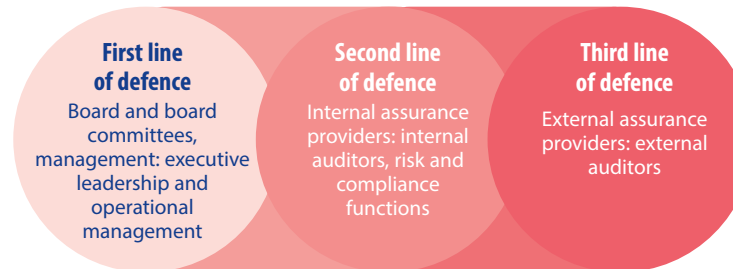 First line
of defence
Board and board
committees,
management: executive
leadership and
operational
management
Second line
of defence
Internal assurance
providers: internal
auditors, risk and
compliance
functions
Third line
of defence
External assurance
providers: external
auditors